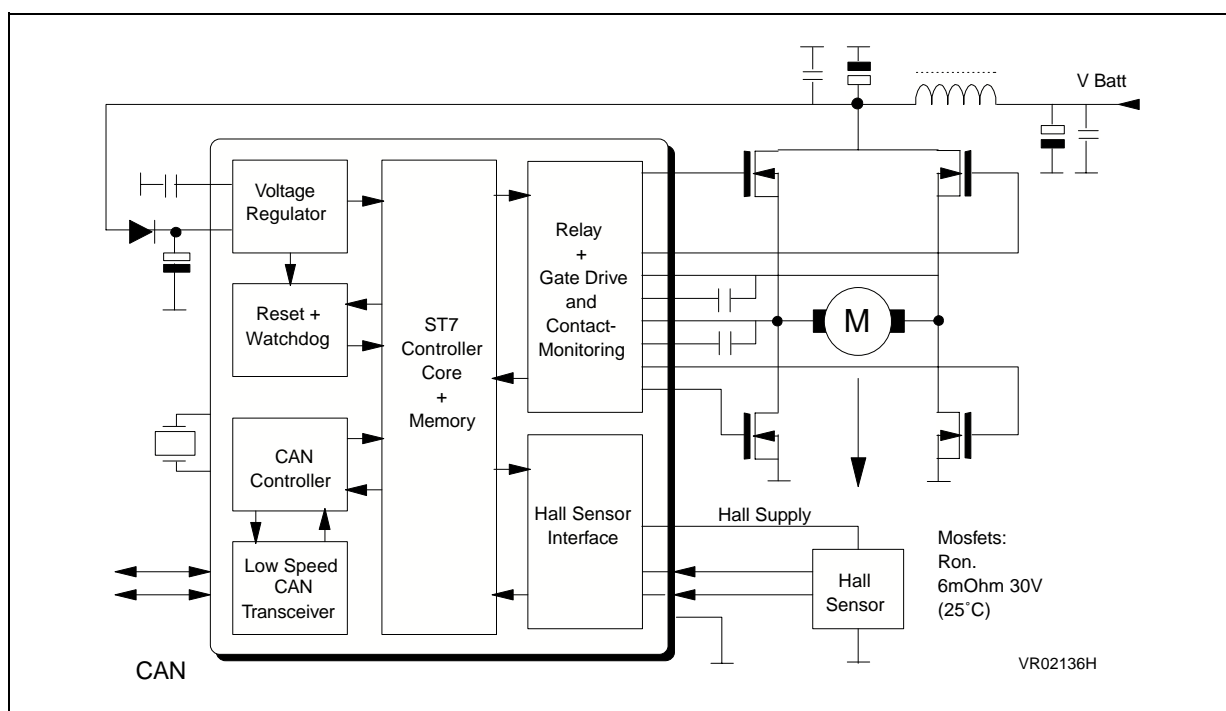 V Batt
Voltage
Regulator
Reset +
Watchdog
CAN
Controller
Low Speed
CAN
Transceiver
ST7
Controller
Core
+
Memory
Relay
+
Gate Drive
and
Contact-
Monitoring
Hall Sensor
Interface
M
Hall Supply
Hall
Sensor
Mosfets:
Ron.
6mOhm 30V
(25˚C)
CAN
VR02136H